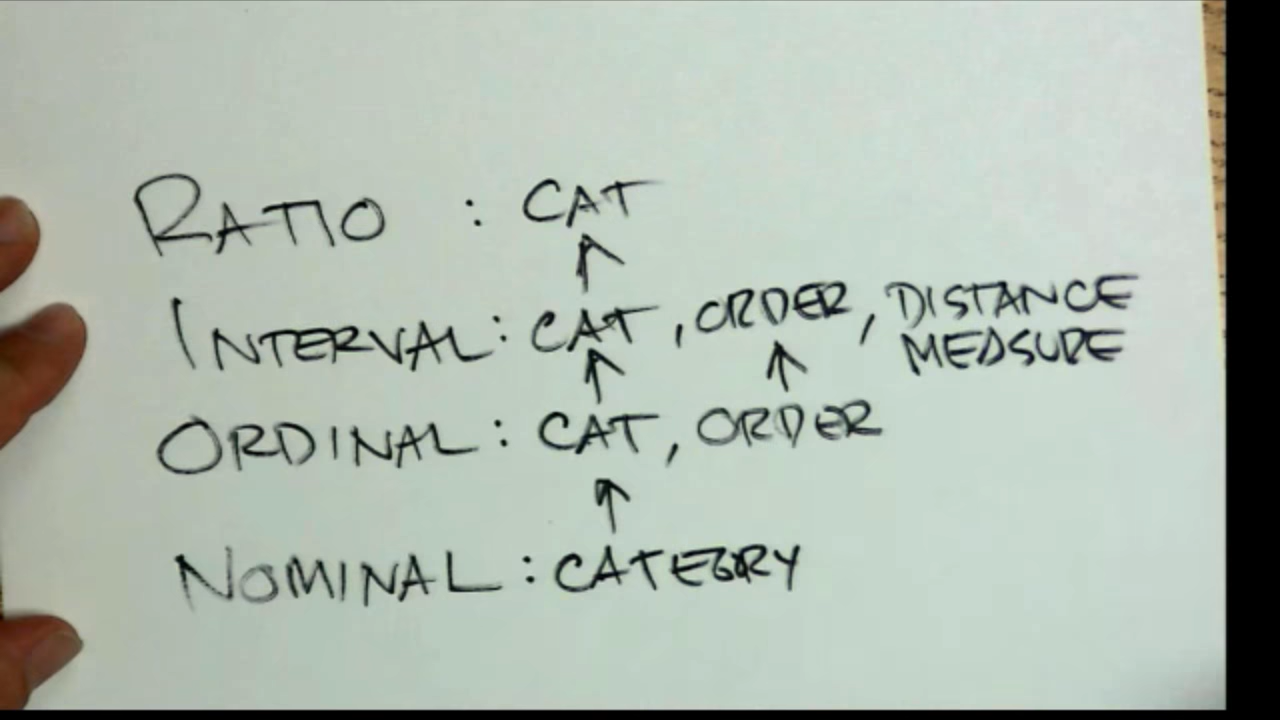 RATIO : CAT
INTERVAL: CAT, ORDER, DISTANCE
MEASURE
ORDINAL: CAT, ORDER
NOMINAL: CATEGORY